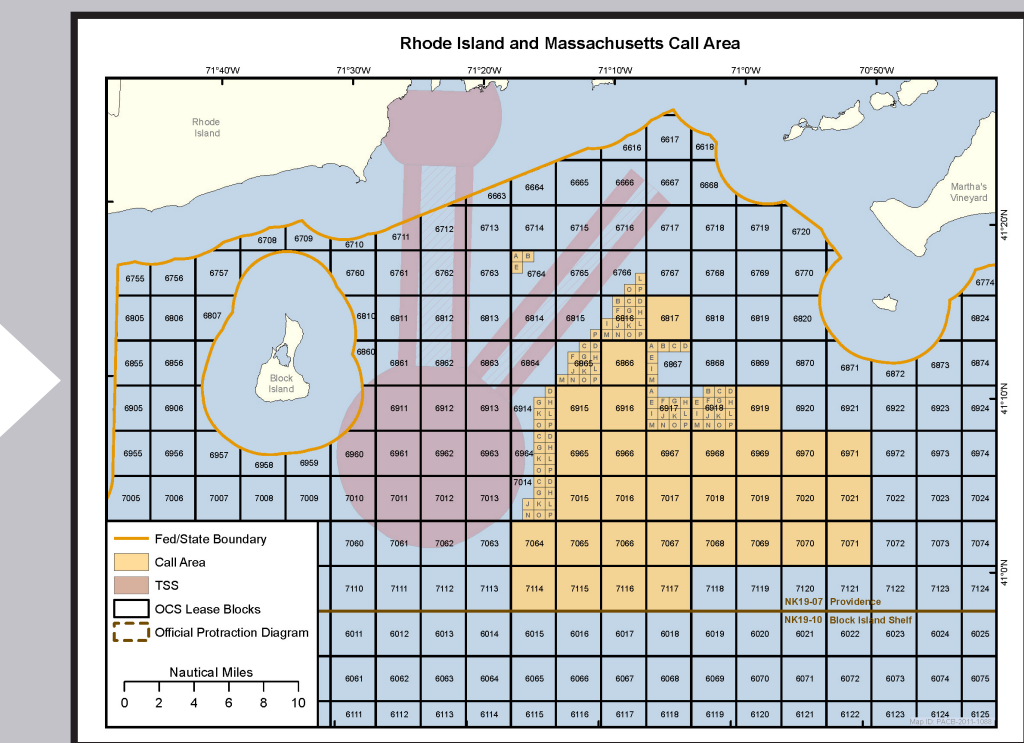 Rhode Island and Massachusetts Call Area
71°40'W 71°30'W 71°20'W 71°10'W 71°0'W 70°50'W
Rhode
Island
Martha's
Vineyard
41°20'N
41°10'N
41°0'N
Block
Island
6616 6617 6618
6663 6664 6665 6666 6667 6668
6708 6709 6710 6711 6712 6713 6714 6715 6716 6717 6718 6719 6720
6755 6756 6757 6760 6761 6762 6763 A B E 6764 6765 6766 L O P 6767 6768 6769 6770 6774
6805 6806 6807 6810 6811 6812 6813 6814 6815 P 6816 B C D F G H I J K L M N O P 6817 6818 6819 6820 6824
6855 6856 6860 6861 6862 6863 6864 6865 C D F G H J K L M N O P 6866 A B C D E I M 6867 6868 6869 6870 6871 6872 6873 6874
6905 6906 6911 6912 6913 6914 D G H K L O P 6915 6916 A E F G H I J K L M N O P 6917 B C D E F G H I J K L M N O P 6918 6919 6920 6921 6922 6923 6924
6955 6956 6957 6958 6959 6960 6961 6962 6963 6964 C D G H K L O P 6965 6966 6967 6968 6969 6970 6971 6972 6973 6974
7005 7006 7007 7008 7009 7010 7011 7012 7013 7014 C D G H J K L N O P 7015 7016 7017 7018 7019 7020 7021 7022 7023 7024
7060 7061 7062 7063 7064 7065 7066 7067 7068 7069 7070 7071 7072 7073 7074
7110 7111 7112 7113 7114 7115 7116 7117 7118 7119 7120 7121 7122 7123 7124
NK19-07 Providence
NK19-10 Block Island Shelf
6011 6012 6013 6014 6015 6016 6017 6018 6019 6020 6021 6022 6023 6024 6025
6061 6062 6063 6064 6065 6066 6067 6068 6069 6070 6071 6072 6073 6074 6075
6111 6112 6113 6114 6115 6116 6117 6118 6119 6120 6121 6122 6123 6124 6125
Fed/State Boundary
Call Area
TSS
OCS Lease Blocks
Official Protraction Diagram
Nautical Miles
0 2 4 6 8 10